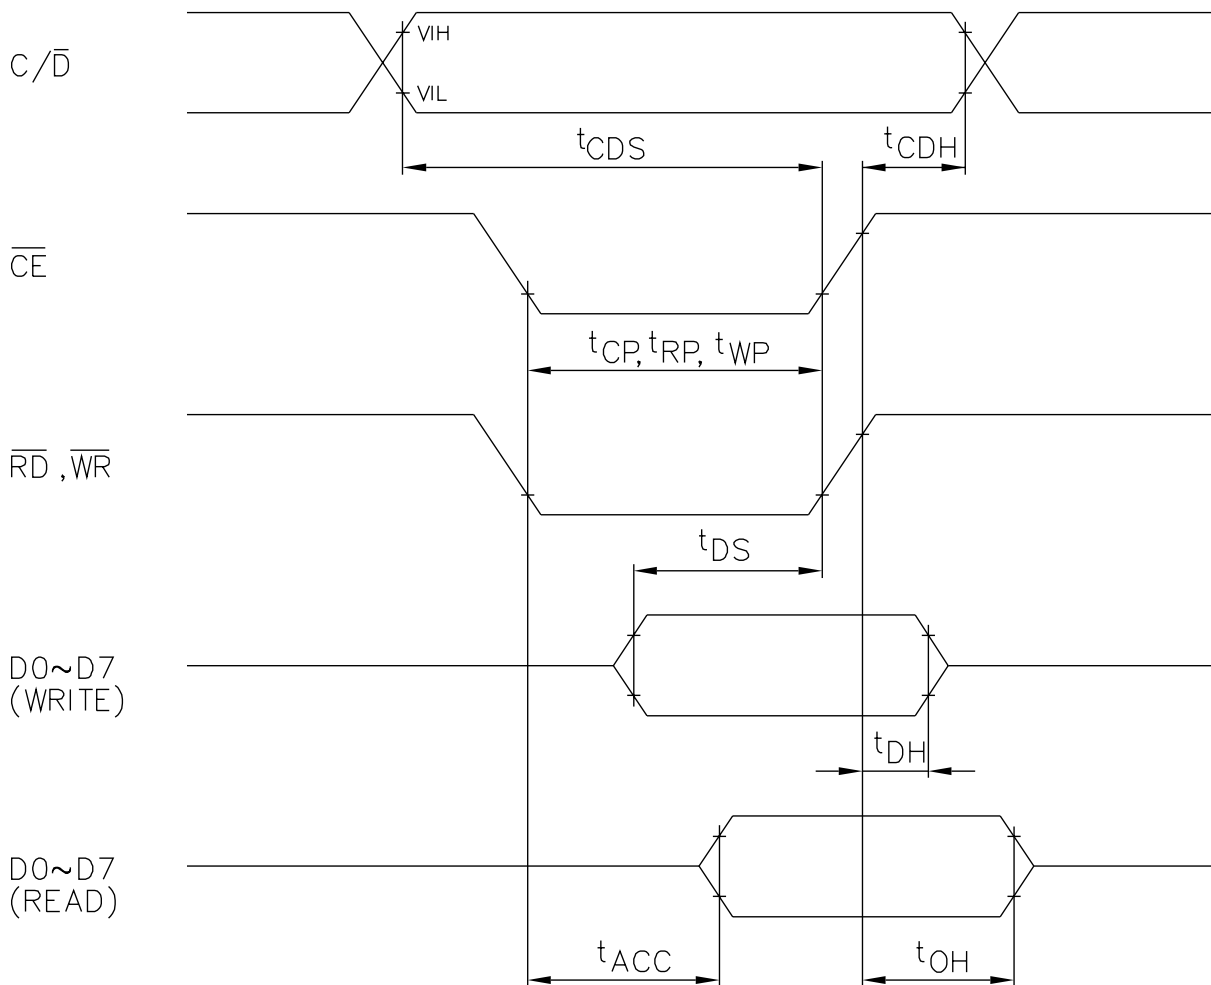 C/D̅
VIH
VIL
tCDS
tCDH
C̅E̅
tCP, tRP, tWP
R̅D̅ ,W̅R̅
tDS
D0~D7
(WRITE)
tDH
D0~D7
(READ)
tACC
tOH